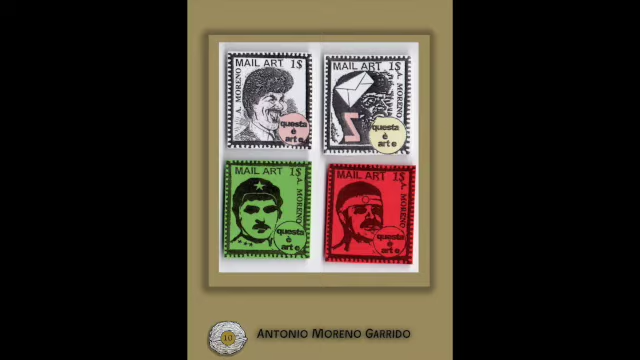 MAIL ART 1$
A. MORENO
questa
è
arte
MAIL ART 1$
A. MORENO
questa
è
arte
MAIL ART 1$
A. MORENO
questa
è
arte
MAIL ART 1$
A. MORENO
questa
è
arte
10
ANTONIO MORENO GARRIDO